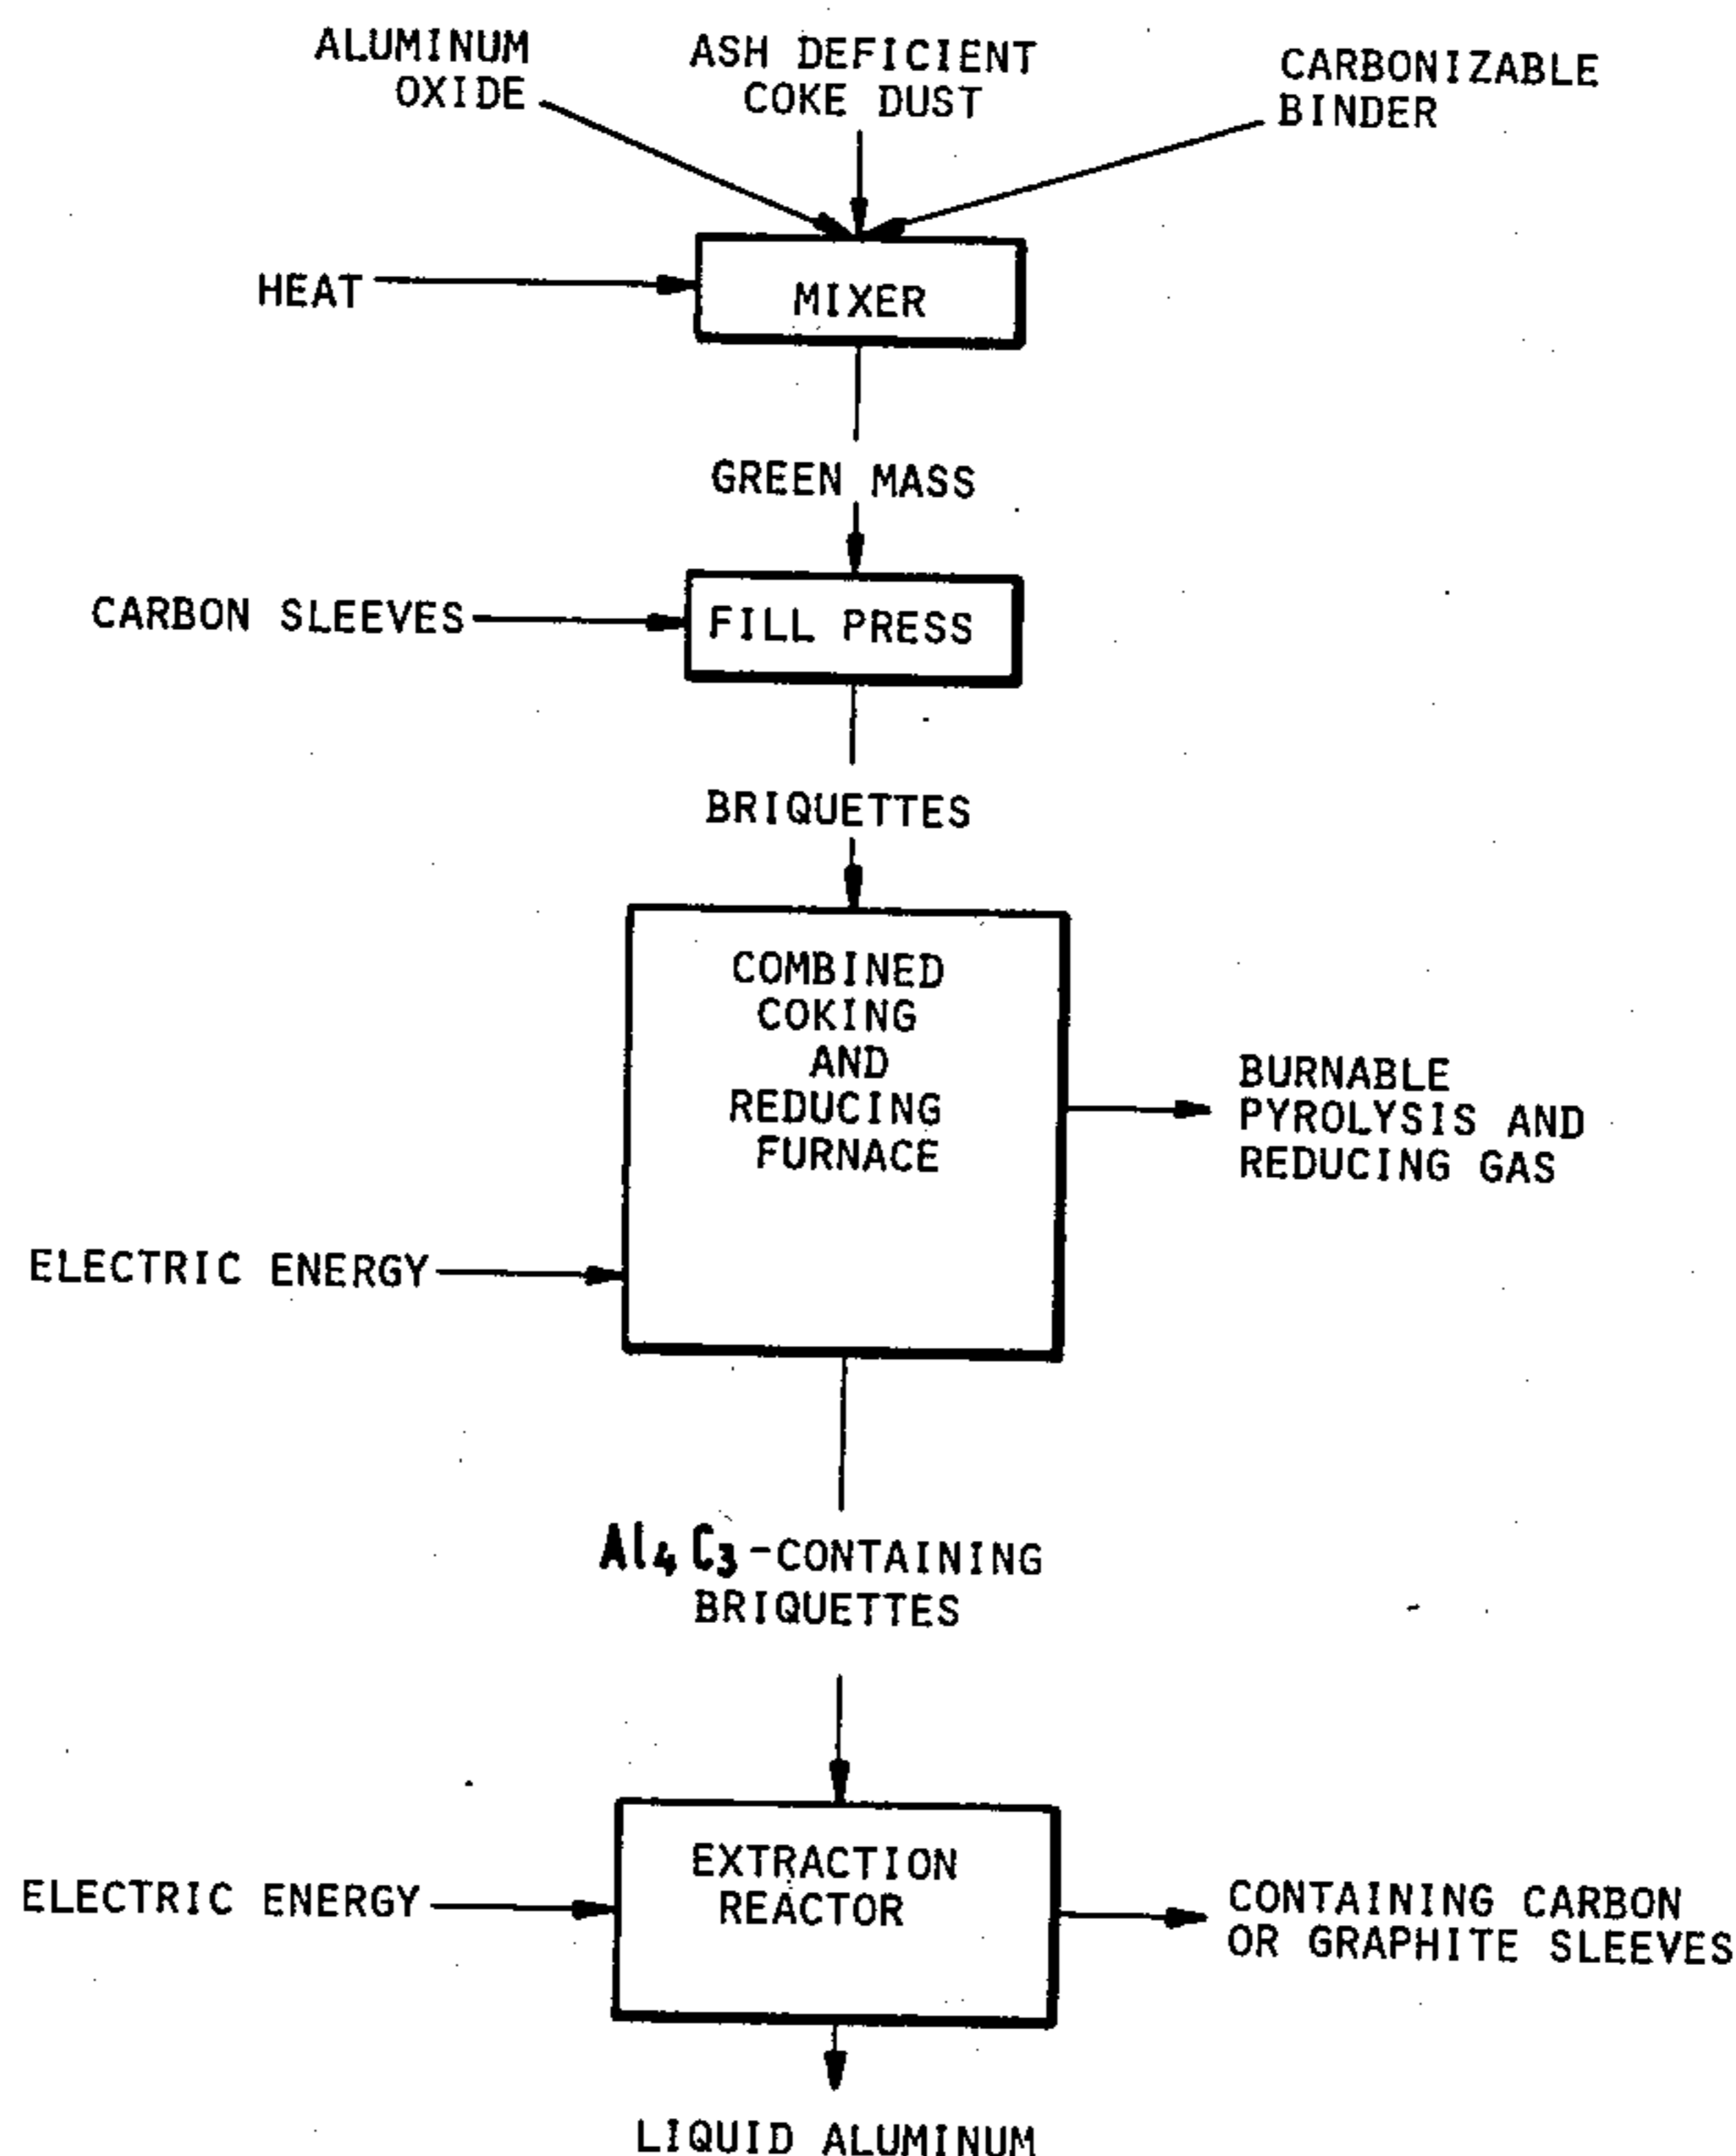 ALUMINUM
OXIDE
ASH DEFICIENT
COKE DUST
CARBONIZABLE
BINDER
HEAT
MIXER
GREEN MASS
CARBON SLEEVES
FILL PRESS
BRIQUETTES
COMBINED
COKING
AND
REDUCING
FURNACE
BURNABLE
PYROLYSIS AND
REDUCING GAS
ELECTRIC ENERGY
Al₄C₃-CONTAINING
BRIQUETTES
EXTRACTION
REACTOR
ELECTRIC ENERGY
CONTAINING CARBON
OR GRAPHITE SLEEVES
LIQUID ALUMINUM